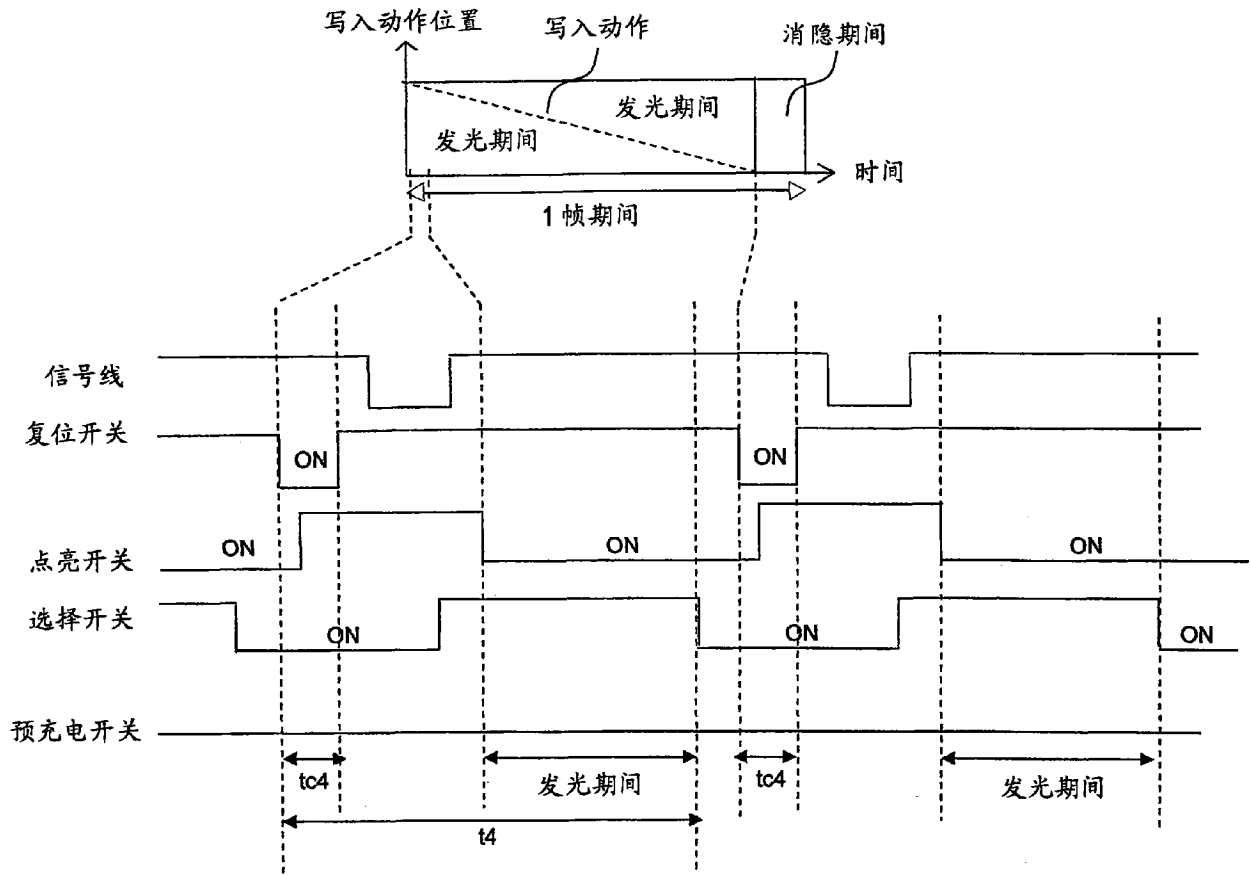 写入动作位置
写入动作
消隐期间
发光期间
发光期间
时间
1 帧期间
信号线
复位开关
ON
ON
点亮开关
ON
ON
ON
选择开关
ON
ON
ON
预充电开关
tc4
发光期间
tc4
发光期间
t4